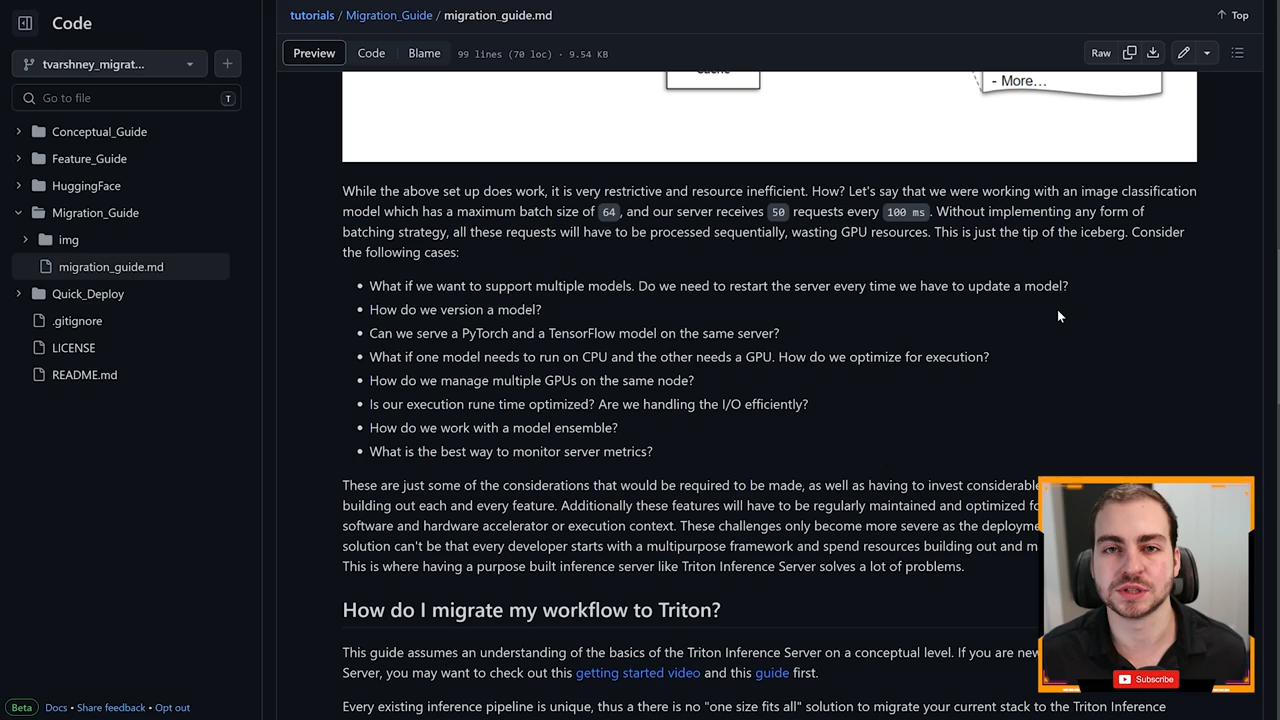 Code
tvarshney_migrat...
Go to file
T
Conceptual_Guide
Feature_Guide
HuggingFace
Migration_Guide
img
migration_guide.md
Quick_Deploy
.gitignore
LICENSE
README.md
Beta Docs • Share feedback • Opt out
tutorials / Migration_Guide / migration_guide.md
Top
Preview Code Blame 99 lines (70 loc) • 9.54 KB
Raw
- More...
While the above set up does work, it is very restrictive and resource inefficient. How? Let's say that we were working with an image classification
model which has a maximum batch size of 64, and our server receives 50 requests every 100 ms. Without implementing any form of
batching strategy, all these requests will have to be processed sequentially, wasting GPU resources. This is just the tip of the iceberg. Consider
the following cases:
• What if we want to support multiple models. Do we need to restart the server every time we have to update a model?
• How do we version a model?
• Can we serve a PyTorch and a TensorFlow model on the same server?
• What if one model needs to run on CPU and the other needs a GPU. How do we optimize for execution?
• How do we manage multiple GPUs on the same node?
• Is our execution rune time optimized? Are we handling the I/O efficiently?
• How do we work with a model ensemble?
• What is the best way to monitor server metrics?
These are just some of the considerations that would be required to be made, as well as having to invest considerable
building out each and every feature. Additionally these features will have to be regularly maintained and optimized
software and hardware accelerator or execution context. These challenges only become more severe as the
solution can't be that every developer starts with a multipurpose framework and spend resources building out and
This is where having a purpose built inference server like Triton Inference Server solves a lot of problems.
How do I migrate my workflow to Triton?
This guide assumes an understanding of the basics of the Triton Inference Server on a conceptual level. If you are
Server, you may want to check out this getting started video and this guide first.
Every existing inference pipeline is unique, thus a there is no "one size fits all" solution to migrate your current stack to the Triton Inference
Subscribe